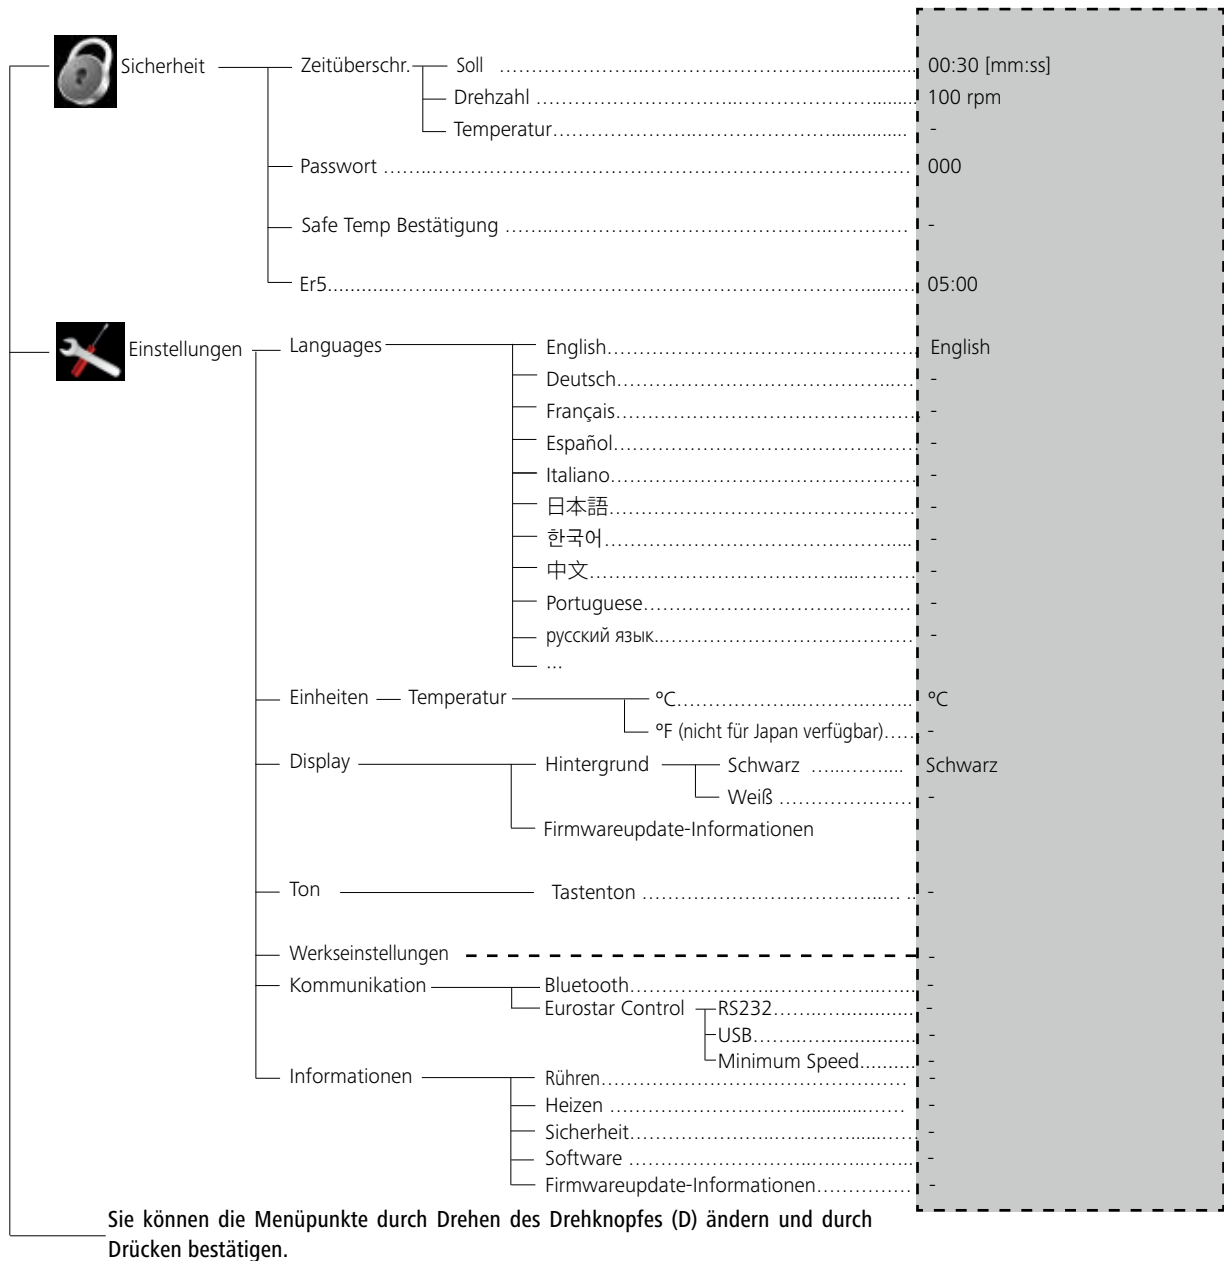 Sicherheit Zeitüberschr. Soll 00:30 [mm:ss]
Drehzahl 100 rpm
Temperatur -
Passwort 000
Safe Temp Bestätigung -
Er5 05:00
Einstellungen Languages English English
Deutsch -
Français -
Español -
Italiano -
日本語 -
한국어 -
中文 -
Portuguese -
русский язык -
...
Einheiten Temperatur °C °C
°F (nicht für Japan verfügbar) -
Display Hintergrund Schwarz Schwarz
Weiß -
Firmwareupdate-Informationen
Ton Tastenton -
Werkseinstellungen -
Kommunikation Bluetooth -
Eurostar Control RS232 -
USB -
Minimum Speed -
Informationen Rühren -
Heizen -
Sicherheit -
Software -
Firmwareupdate-Informationen -
Sie können die Menüpunkte durch Drehen des Drehknopfes (D) ändern und durch
Drücken bestätigen.